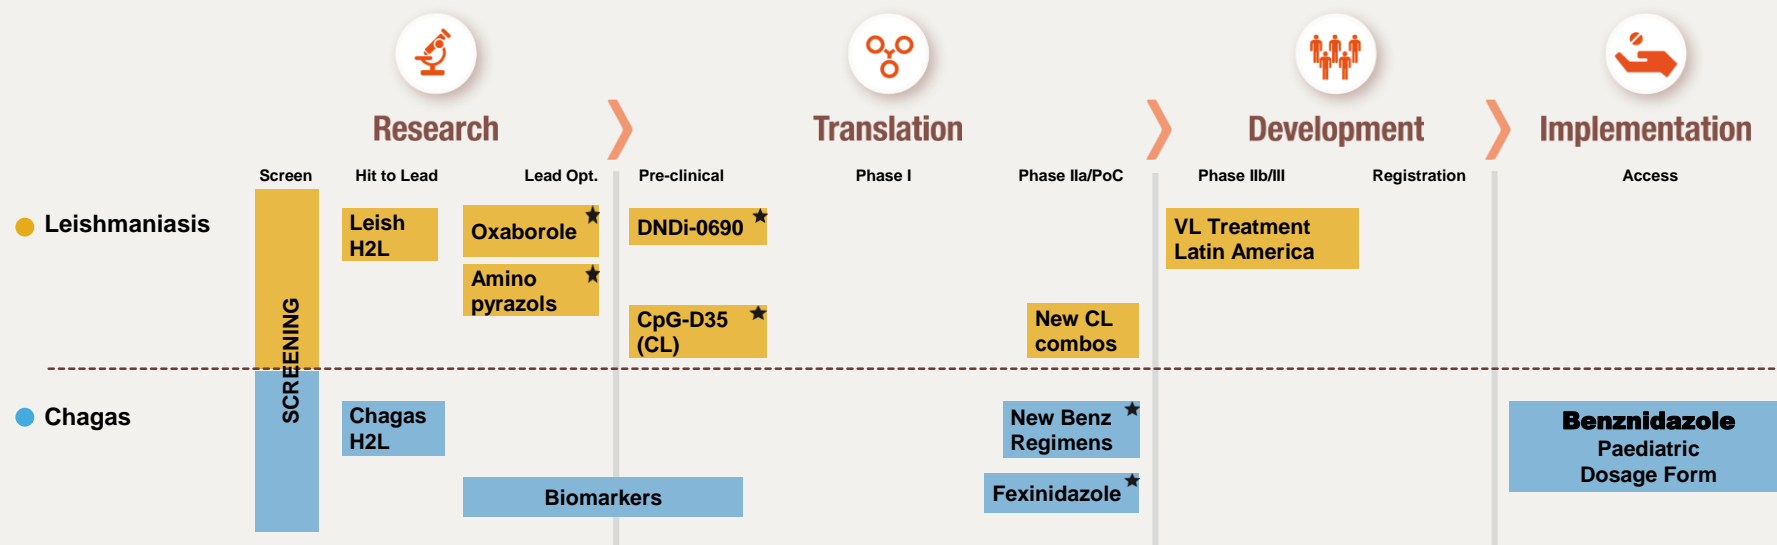 Research
Translation
Development
Implementation
Screen
Hit to Lead
Lead Opt.
Pre-clinical
Phase I
Phase IIa/PoC
Phase IIb/III
Registration
Access
SCREENING
Leishmaniasis
Leish
H2L
Oxaborole
Amino
pyrazols
DNDi-0690
CpG-D35
(CL)
New CL
combos
VL Treatment
Latin America
Chagas
Chagas
H2L
Biomarkers
New Benz
Regimens
Fexinidazole
Benznidazole
Paediatric
Dosage Form